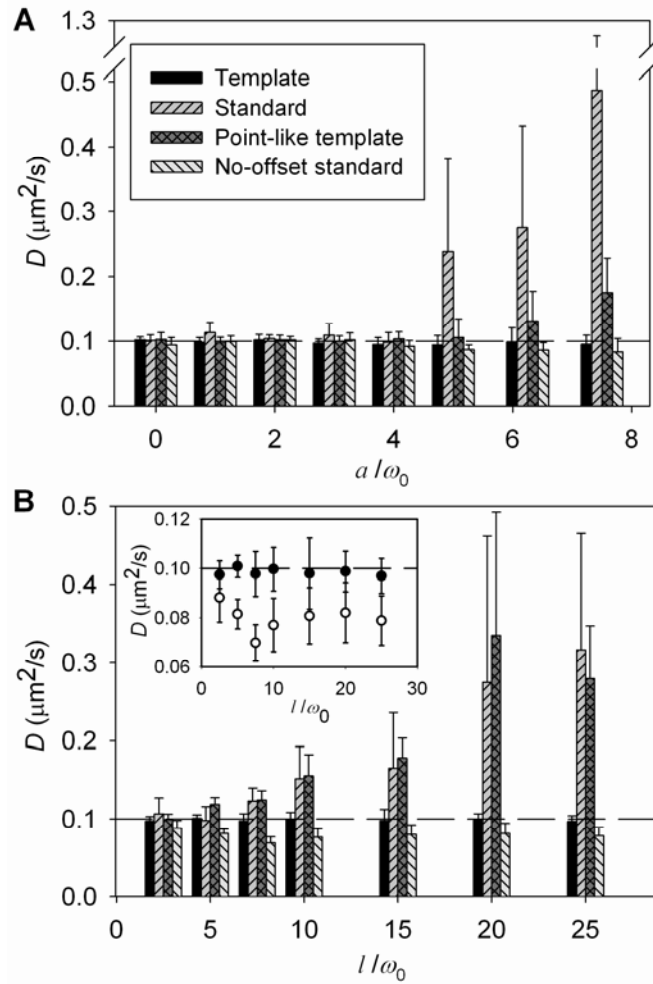 A
1.3
0.5
0.4
0.3
0.2
0.1
0.0
D (μm²/s)
Template
Standard
Point-like template
No-offset standard
0 2 4 6 8
a/ω₀
B
0.5
0.4
0.3
0.2
0.1
0.0
D (μm²/s)
0.12
0.10
0.08
0.06
D (μm²/s)
0 10 20 30
l/ω₀
0 5 10 15 20 25
l/ω₀